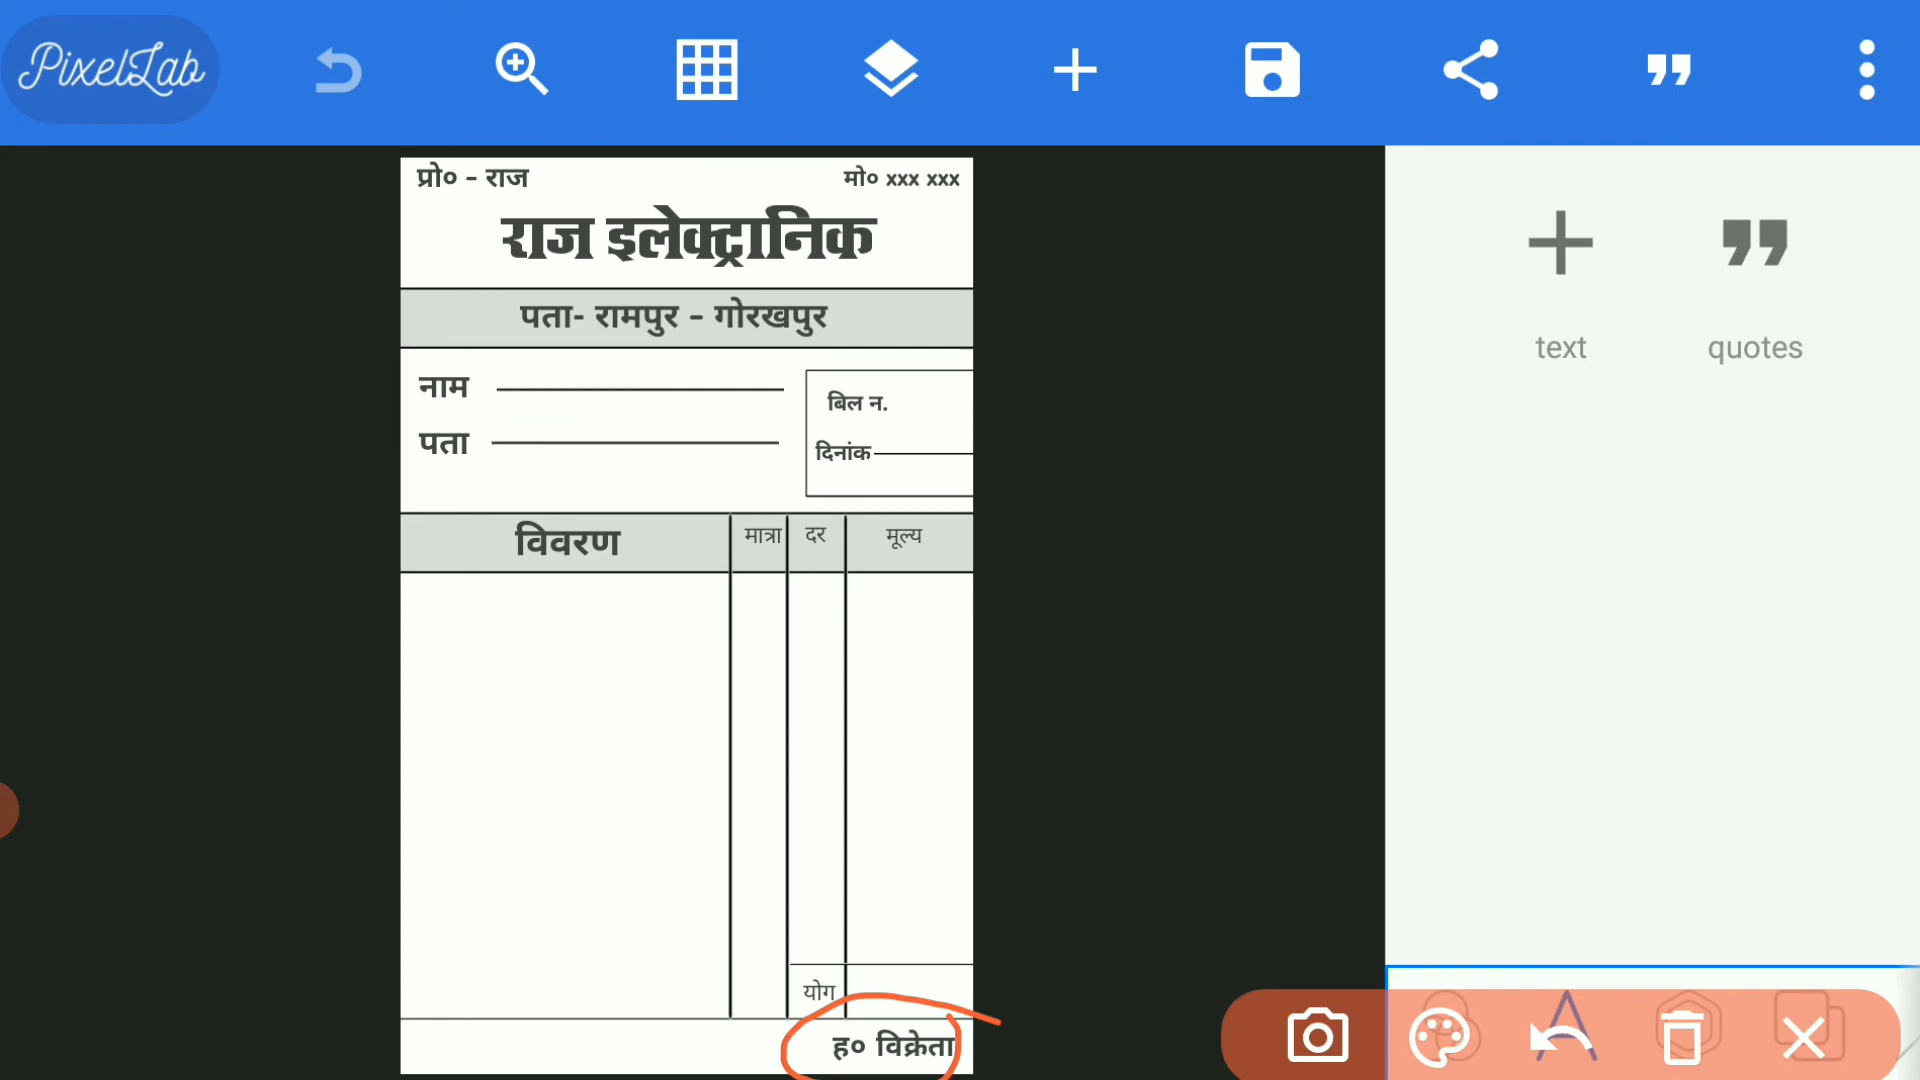 PixelLab
प्रो० – राज
मो० xxx xxx
राज इलेक्ट्रानिक
पता- रामपुर – गोरखपुर
नाम
पता
बिल न.
दिनांक
विवरण
मात्रा
दर
मूल्य
योग
ह० विक्रेता
text
quotes